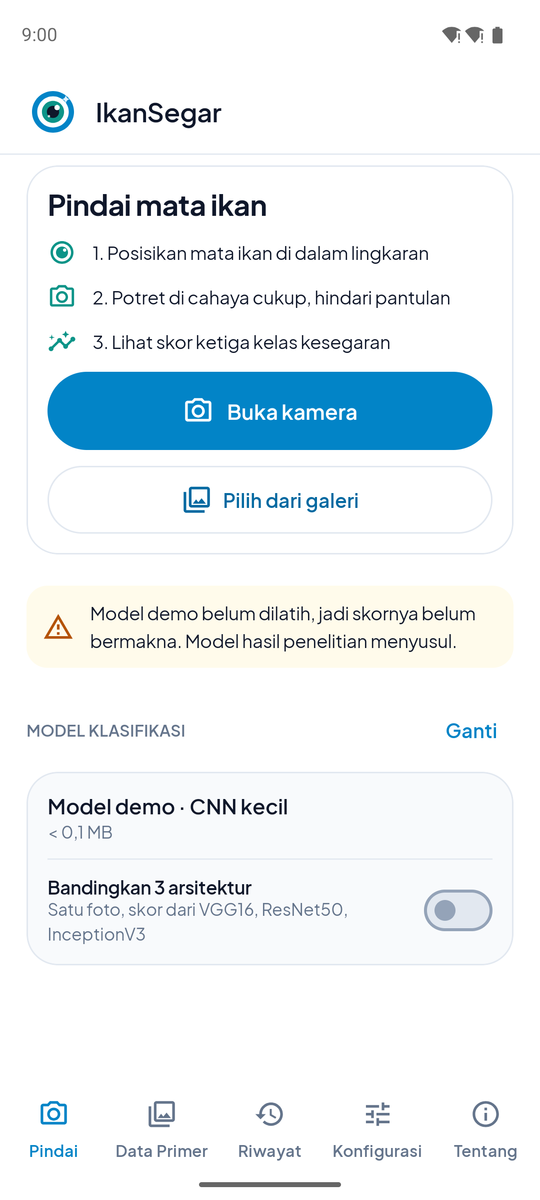 9:00
IkanSegar
Pindai mata ikan
1. Posisikan mata ikan di dalam lingkaran
2. Potret di cahaya cukup, hindari pantulan
3. Lihat skor ketiga kelas kesegaran
Buka kamera
Pilih dari galeri
Model demo belum dilatih, jadi skornya belum
bermakna. Model hasil penelitian menyusul.
MODEL KLASIFIKASI
Ganti
Model demo · CNN kecil
< 0,1 MB
Bandingkan 3 arsitektur
Satu foto, skor dari VGG16, ResNet50,
InceptionV3
Pindai
Data Primer
Riwayat
Konfigurasi
Tentang